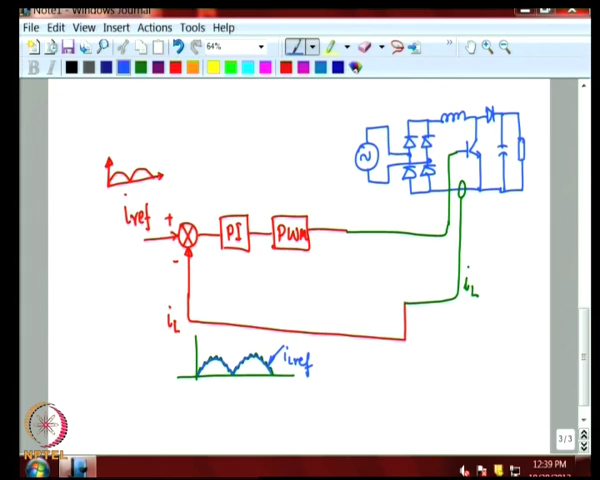 Note1 - Windows Journal
File Edit View Insert Actions Tools Help
64%
B I
iref + PI PWM
-
iL
iL
iLref
3/3
NPTEL
12:39 PM